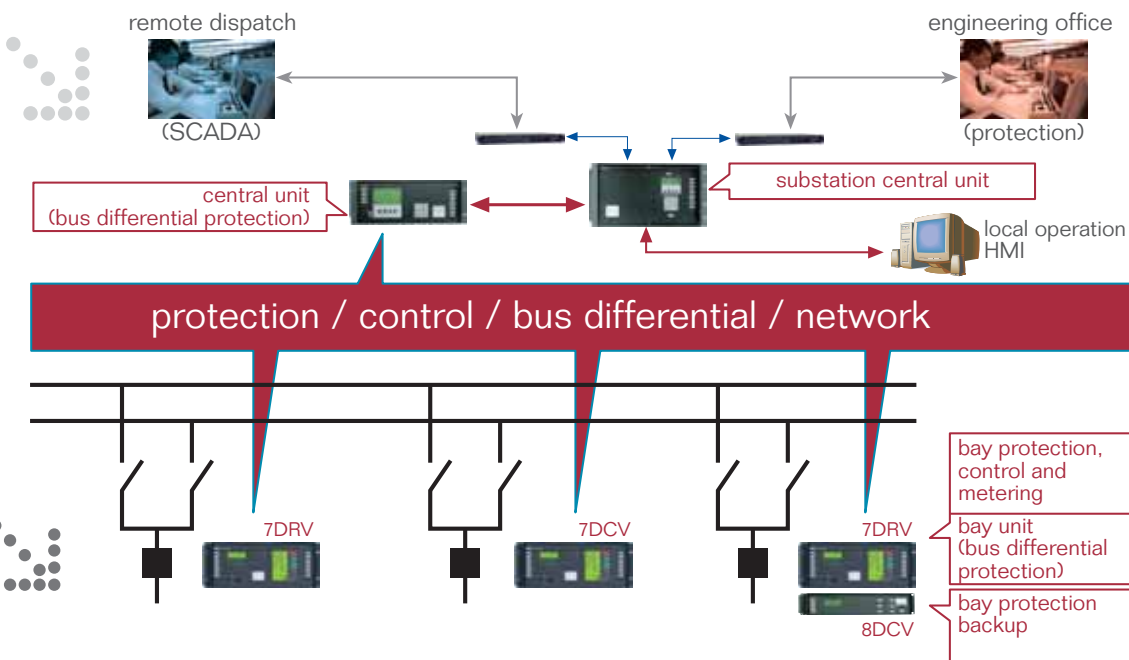 remote dispatch
engineering office
(SCADA)
(protection)
central unit
(bus differential protection)
substation central unit
local operation
HMI
protection / control / bus differential / network
7DRV
7DCV
7DRV
8DCV
bay protection,
control and
metering
bay unit
(bus differential
protection)
bay protection
backup